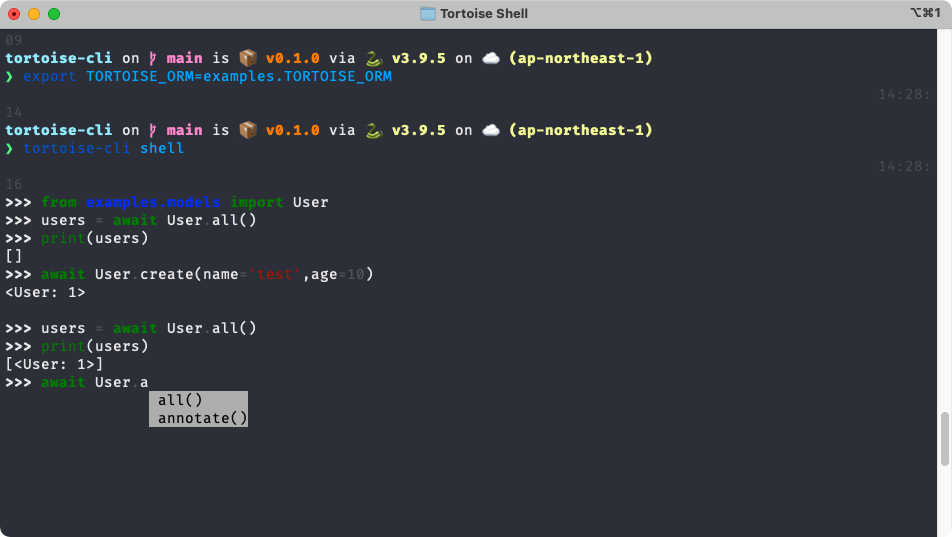 Tortoise Shell
⌥⌘1
09
tortoise-cli on main is 📦 v0.1.0 via 🐍 v3.9.5 on ☁️ (ap-northeast-1)
❯ export TORTOISE_ORM=examples.TORTOISE_ORM
14:28:
14
tortoise-cli on main is 📦 v0.1.0 via 🐍 v3.9.5 on ☁️ (ap-northeast-1)
❯ tortoise-cli shell
14:28:
16
>>> from examples.models import User
>>> users = await User.all()
>>> print(users)
[]
>>> await User.create(name='test',age=10)
<User: 1>
>>> users = await User.all()
>>> print(users)
[<User: 1>]
>>> await User.a
all()
annotate()